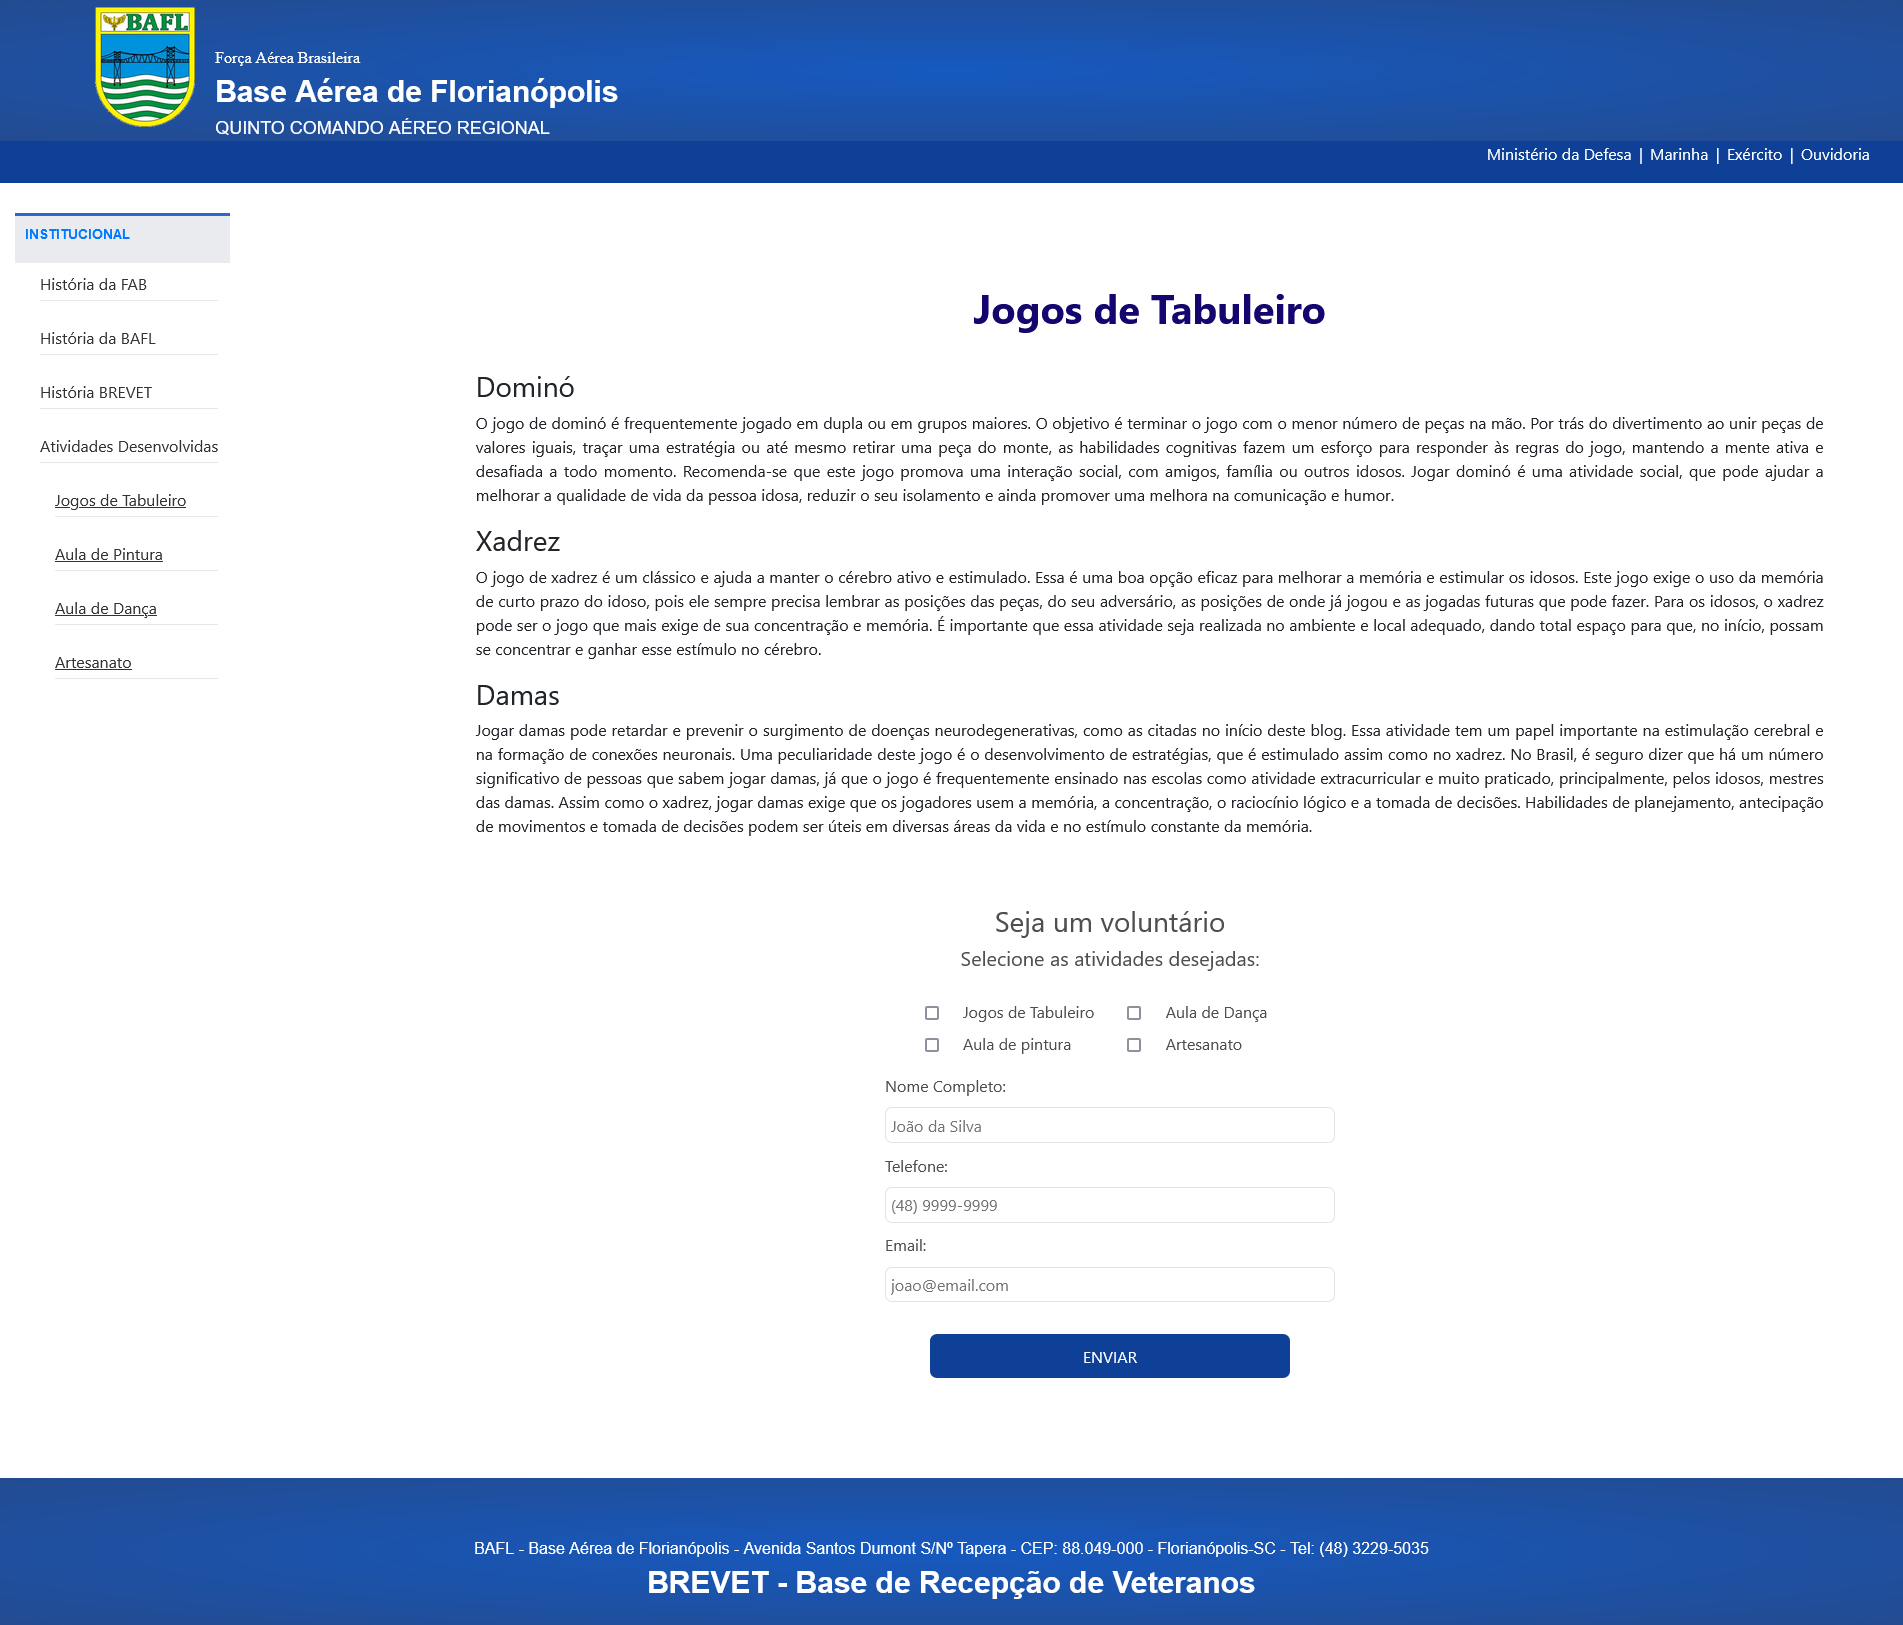 BAFL
Força Aérea Brasileira
Base Aérea de Florianópolis
QUINTO COMANDO AÉREO REGIONAL
Ministério da Defesa | Marinha | Exército | Ouvidoria
INSTITUCIONAL
História da FAB
História da BAFL
História BREVET
Atividades Desenvolvidas
Jogos de Tabuleiro
Aula de Pintura
Aula de Dança
Artesanato
Jogos de Tabuleiro
Dominó
O jogo de dominó é frequentemente jogado em dupla ou em grupos maiores. O objetivo é terminar o jogo com o menor número de peças na mão. Por trás do divertimento ao unir peças de
valores iguais, traçar uma estratégia ou até mesmo retirar uma peça do monte, as habilidades cognitivas fazem um esforço para responder às regras do jogo, mantendo a mente ativa e
desafiada a todo momento. Recomenda-se que este jogo promova uma interação social, com amigos, família ou outros idosos. Jogar dominó é uma atividade social, que pode ajudar a
melhorar a qualidade de vida da pessoa idosa, reduzir o seu isolamento e ainda promover uma melhora na comunicação e humor.
Xadrez
O jogo de xadrez é um clássico e ajuda a manter o cérebro ativo e estimulado. Essa é uma boa opção eficaz para melhorar a memória e estimular os idosos. Este jogo exige o uso da memória
de curto prazo do idoso, pois ele sempre precisa lembrar as posições das peças, do seu adversário, as posições de onde já jogou e as jogadas futuras que pode fazer. Para os idosos, o xadrez
pode ser o jogo que mais exige de sua concentração e memória. É importante que essa atividade seja realizada no ambiente e local adequado, dando total espaço para que, no início, possam
se concentrar e ganhar esse estímulo no cérebro.
Damas
Jogar damas pode retardar e prevenir o surgimento de doenças neurodegenerativas, como as citadas no início deste blog. Essa atividade tem um papel importante na estimulação cerebral e
na formação de conexões neuronais. Uma peculiaridade deste jogo é o desenvolvimento de estratégias, que é estimulado assim como no xadrez. No Brasil, é seguro dizer que há um número
significativo de pessoas que sabem jogar damas, já que o jogo é frequentemente ensinado nas escolas como atividade extracurricular e muito praticado, principalmente, pelos idosos, mestres
das damas. Assim como o xadrez, jogar damas exige que os jogadores usem a memória, a concentração, o raciocínio lógico e a tomada de decisões. Habilidades de planejamento, antecipação
de movimentos e tomada de decisões podem ser úteis em diversas áreas da vida e no estímulo constante da memória.
Seja um voluntário
Selecione as atividades desejadas:
Jogos de Tabuleiro Aula de Dança
Aula de pintura Artesanato
Nome Completo:
João da Silva
Telefone:
(48) 9999-9999
Email:
joao@email.com
ENVIAR
BAFL - Base Aérea de Florianópolis - Avenida Santos Dumont S/Nº Tapera - CEP: 88.049-000 - Florianópolis-SC - Tel: (48) 3229-5035
BREVET - Base de Recepção de Veteranos